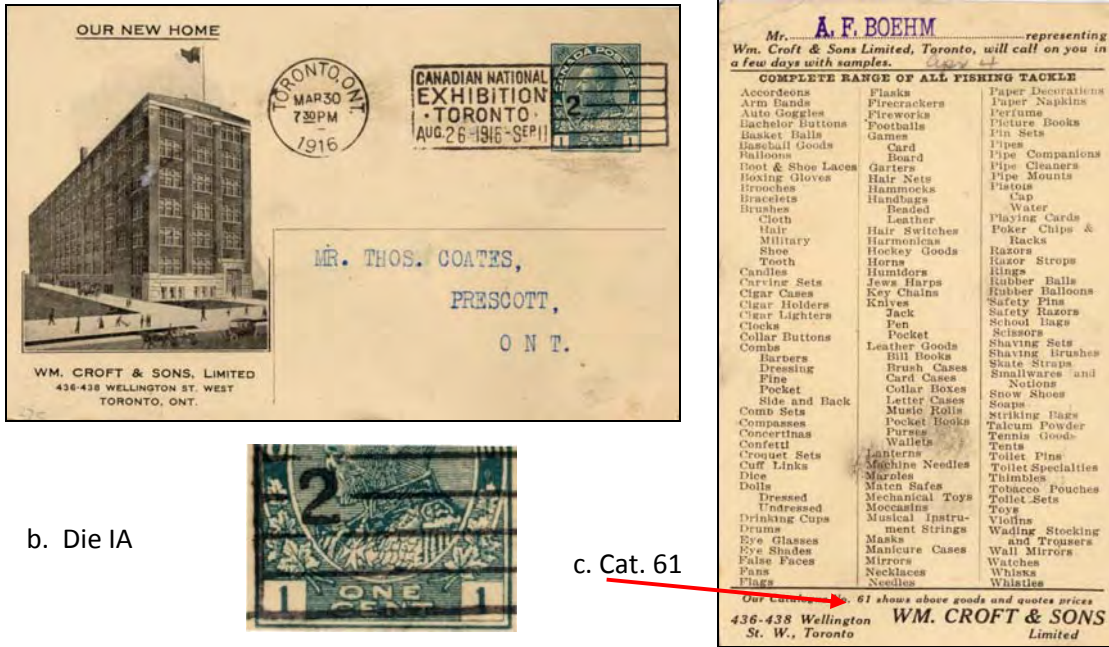 OUR NEW HOME
TORONTO, ONT.
MAR 30
7 30 PM
1916
CANADIAN NATIONAL
EXHIBITION
· TORONTO ·
AUG. 26 - 1916 - SEP 11
CANADA POSTAGE
2
1 ONE CENT 1
MR. THOS. COATES,
PRESCOTT,
O N T.
WM. CROFT & SONS, LIMITED
436-438 WELLINGTON ST. WEST
TORONTO, ONT.
b. Die IA
2
1 ONE 1
CENT
c. Cat. 61
Mr. A. F. BOEHM representing
Wm. Croft & Sons Limited, Toronto, will call on you in
a few days with samples. Apr 4
COMPLETE RANGE OF ALL FISHING TACKLE
Accordeons
Arm Bands
Auto Goggles
Bachelor Buttons
Basket Balls
Baseball Goods
Balloons
Boot & Shoe Laces
Boxing Gloves
Brooches
Bracelets
Brushes
Cloth
Hair
Military
Shoe
Tooth
Candles
Carving Sets
Cigar Cases
Cigar Holders
Cigar Lighters
Clocks
Collar Buttons
Combs
Barbers
Dressing
Fine
Pocket
Side and Back
Comb Sets
Compasses
Concertinas
Confetti
Croquet Sets
Cuff Links
Dice
Dolls
Dressed
Undressed
Drinking Cups
Drums
Eye Glasses
Eye Shades
False Faces
Fans
Flags
Flasks
Firecrackers
Fireworks
Footballs
Games
Card
Board
Garters
Hair Nets
Hammocks
Handbags
Beaded
Leather
Hair Switches
Harmonicas
Hockey Goods
Horns
Humidors
Jews Harps
Key Chains
Knives
Jack
Pen
Pocket
Leather Goods
Bill Books
Brush Cases
Card Cases
Collar Boxes
Letter Cases
Music Rolls
Pocket Books
Purses
Wallets
Lanterns
Machine Needles
Marbles
Match Safes
Mechanical Toys
Moccasins
Musical Instru-
ment Strings
Masks
Manicure Cases
Mirrors
Necklaces
Needles
Paper Decorations
Paper Napkins
Perfume
Picture Books
Pin Sets
Pipes
Pipe Companions
Pipe Cleaners
Pipe Mounts
Pistols
Cap
Water
Playing Cards
Poker Chips &
Racks
Razors
Razor Strops
Rings
Rubber Balls
Rubber Balloons
Safety Pins
Safety Razors
School Bags
Scissors
Shaving Sets
Shaving Brushes
Skate Straps
Smallwares and
Notions
Snow Shoes
Soaps
Striking Bags
Talcum Powder
Tennis Goods
Tents
Toilet Pins
Toilet Specialties
Thimbles
Tobacco Pouches
Toilet Sets
Toys
Violins
Wading Stocking
and Trousers
Wall Mirrors
Watches
Whisks
Whistles
Our Catalogue No. 61 shows above goods and quotes prices
436-438 Wellington
St. W., Toronto
WM. CROFT & SONS
Limited